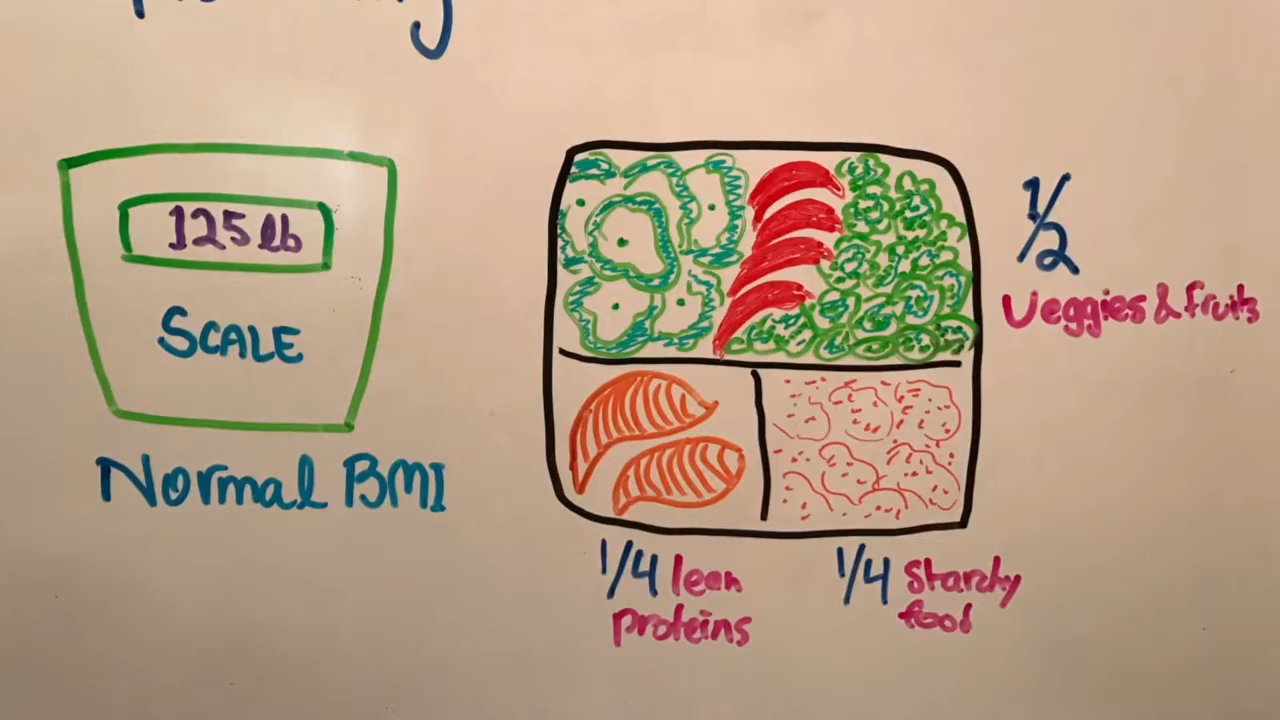 125 lb
SCALE
Normal BMI
1/2
Veggies & fruits
1/4 lean
proteins
1/4 Starchy
food